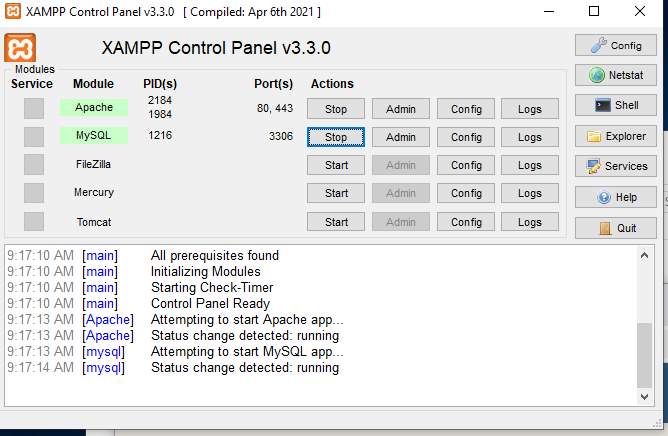 XAMPP Control Panel v3.3.0 [ Compiled: Apr 6th 2021 ]
XAMPP Control Panel v3.3.0
Config
Modules
Service Module PID(s) Port(s) Actions
Netstat
Apache 2184 1984 80, 443 Stop Admin Config Logs
Shell
MySQL 1216 3306 Stop Admin Config Logs
Explorer
FileZilla Start Admin Config Logs
Services
Mercury Start Admin Config Logs
Help
Tomcat Start Admin Config Logs
Quit
9:17:10 AM [main] All prerequisites found
9:17:10 AM [main] Initializing Modules
9:17:10 AM [main] Starting Check-Timer
9:17:10 AM [main] Control Panel Ready
9:17:13 AM [Apache] Attempting to start Apache app...
9:17:13 AM [Apache] Status change detected: running
9:17:13 AM [mysql] Attempting to start MySQL app...
9:17:14 AM [mysql] Status change detected: running